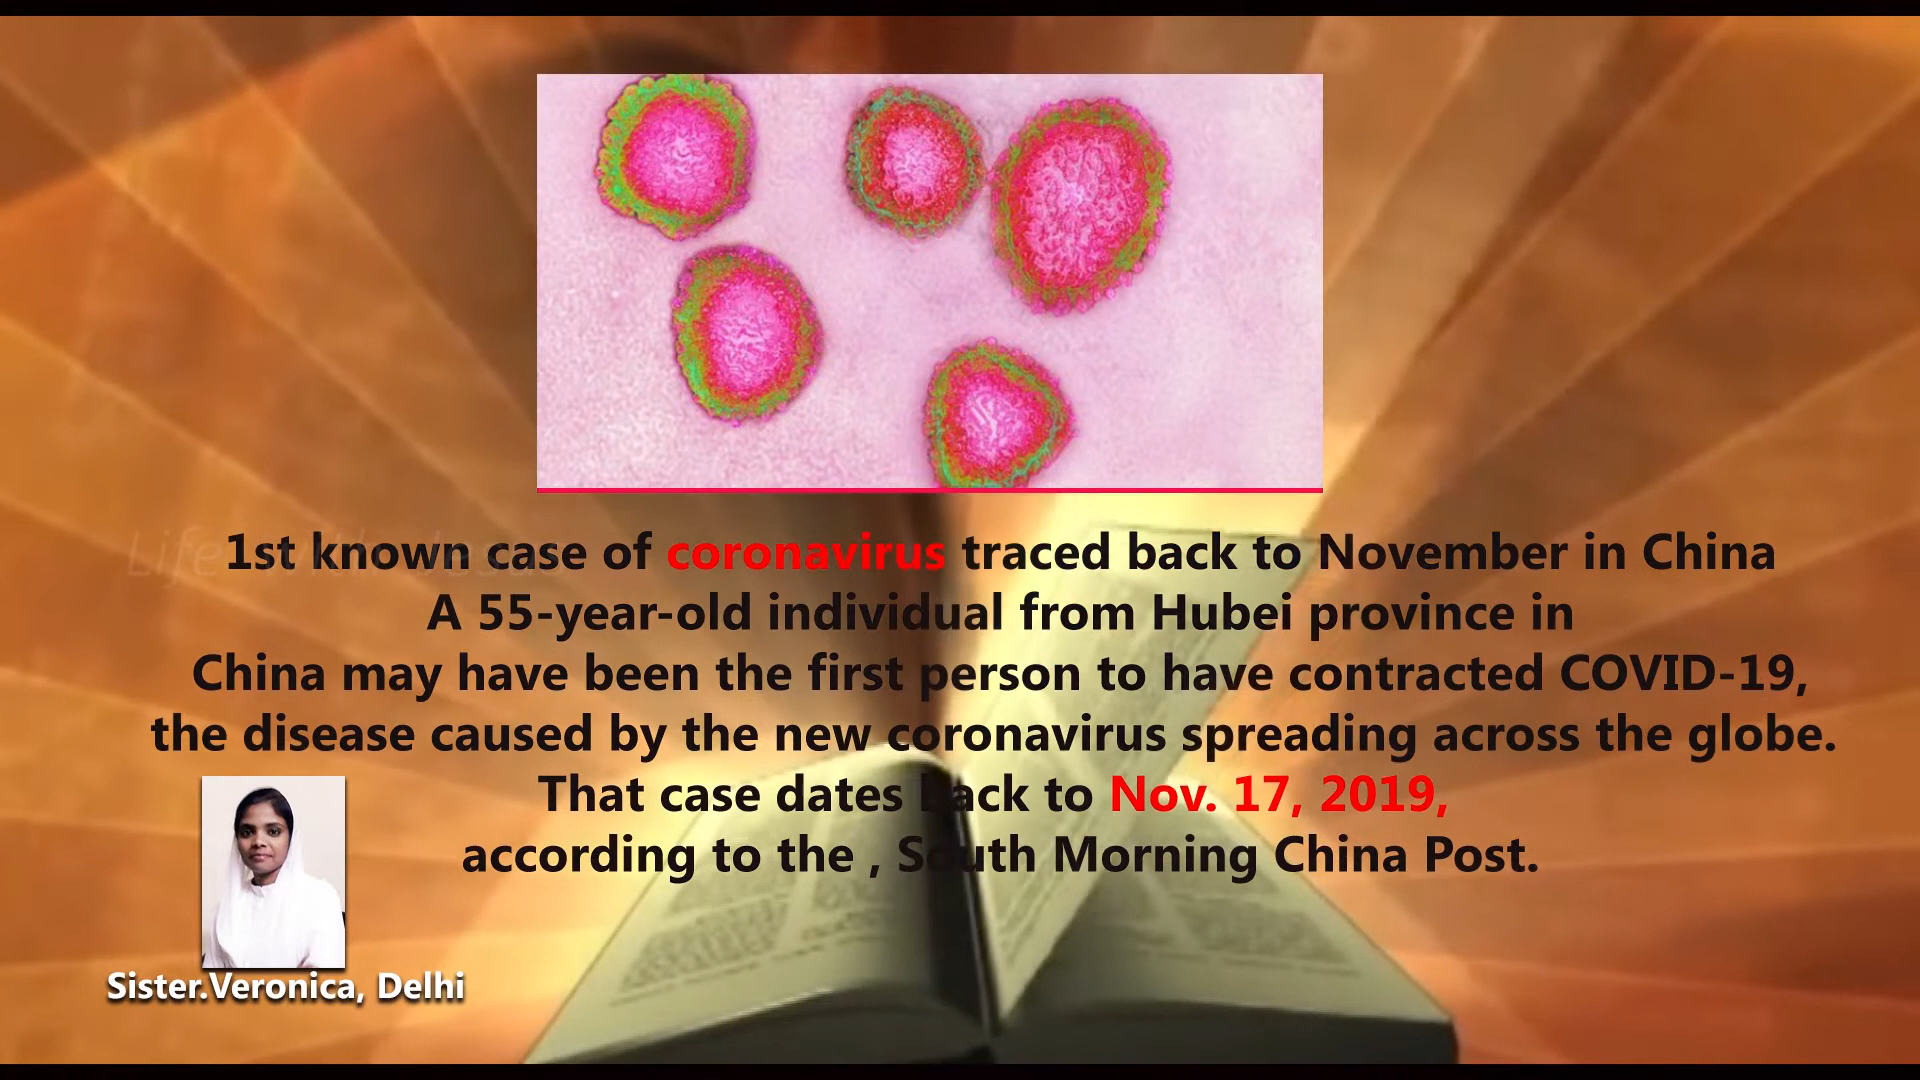 1st known case of coronavirus traced back to November in China
A 55-year-old individual from Hubei province in
China may have been the first person to have contracted COVID-19,
the disease caused by the new coronavirus spreading across the globe.
That case dates back to Nov. 17, 2019,
according to the , South Morning China Post.
Sister.Veronica, Delhi